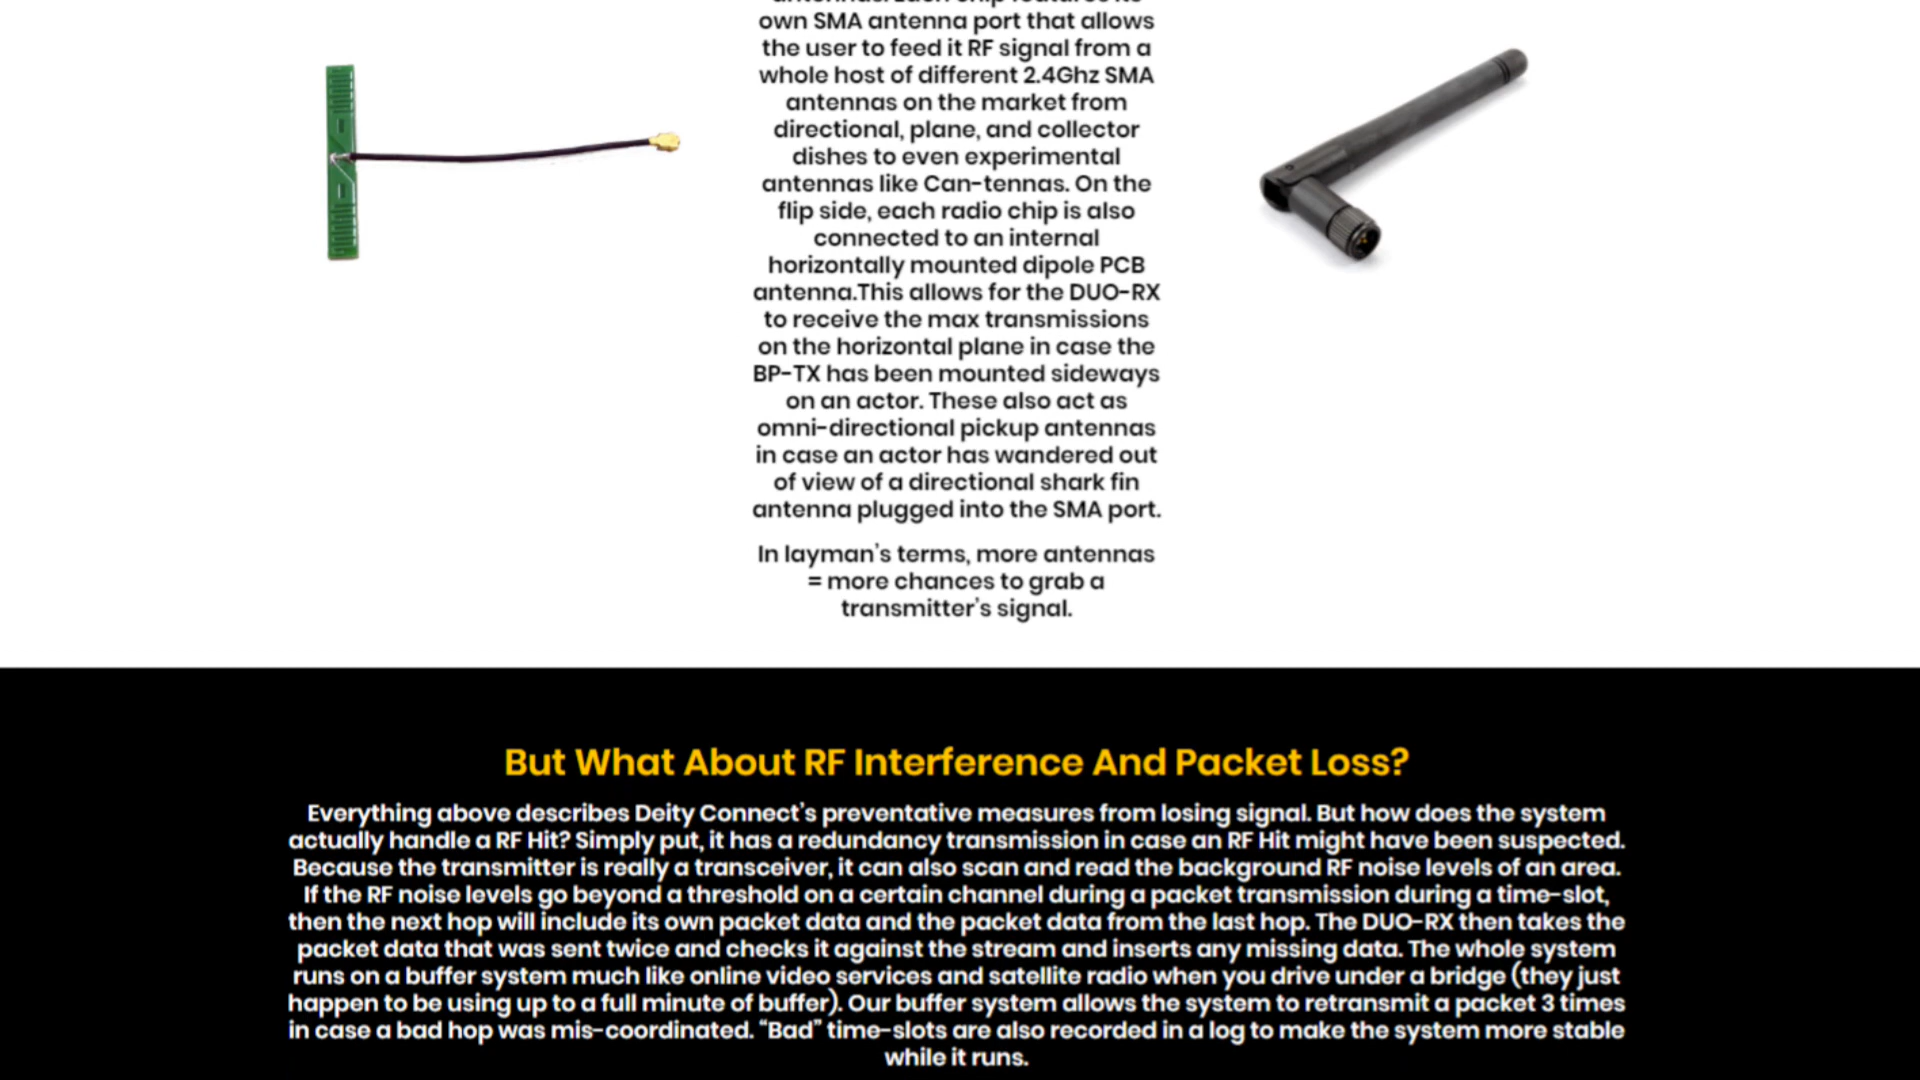 own SMA antenna port that allows
the user to feed it RF signal from a
whole host of different 2.4Ghz SMA
antennas on the market from
directional, plane, and collector
dishes to even experimental
antennas like Can-tennas. On the
flip side, each radio chip is also
connected to an internal
horizontally mounted dipole PCB
antenna.This allows for the DUO-RX
to receive the max transmissions
on the horizontal plane in case the
BP-TX has been mounted sideways
on an actor. These also act as
omni-directional pickup antennas
in case an actor has wandered out
of view of a directional shark fin
antenna plugged into the SMA port.
In layman's terms, more antennas
= more chances to grab a
transmitter's signal.
But What About RF Interference And Packet Loss?
Everything above describes Deity Connect's preventative measures from losing signal. But how does the system
actually handle a RF Hit? Simply put, it has a redundancy transmission in case an RF Hit might have been suspected.
Because the transmitter is really a transceiver, it can also scan and read the background RF noise levels of an area.
If the RF noise levels go beyond a threshold on a certain channel during a packet transmission during a time-slot,
then the next hop will include its own packet data and the packet data from the last hop. The DUO-RX then takes the
packet data that was sent twice and checks it against the stream and inserts any missing data. The whole system
runs on a buffer system much like online video services and satellite radio when you drive under a bridge (they just
happen to be using up to a full minute of buffer). Our buffer system allows the system to retransmit a packet 3 times
in case a bad hop was mis-coordinated. “Bad” time-slots are also recorded in a log to make the system more stable
while it runs.